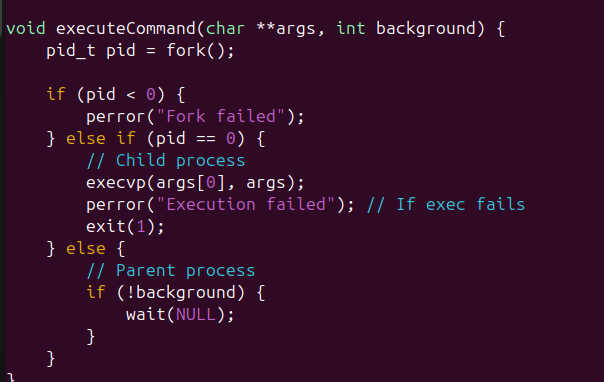 void executeCommand(char **args, int background) {
    pid_t pid = fork();

    if (pid < 0) {
        perror("Fork failed");
    } else if (pid == 0) {
        // Child process
        execvp(args[0], args);
        perror("Execution failed"); // If exec fails
        exit(1);
    } else {
        // Parent process
        if (!background) {
            wait(NULL);
        }
    }
}